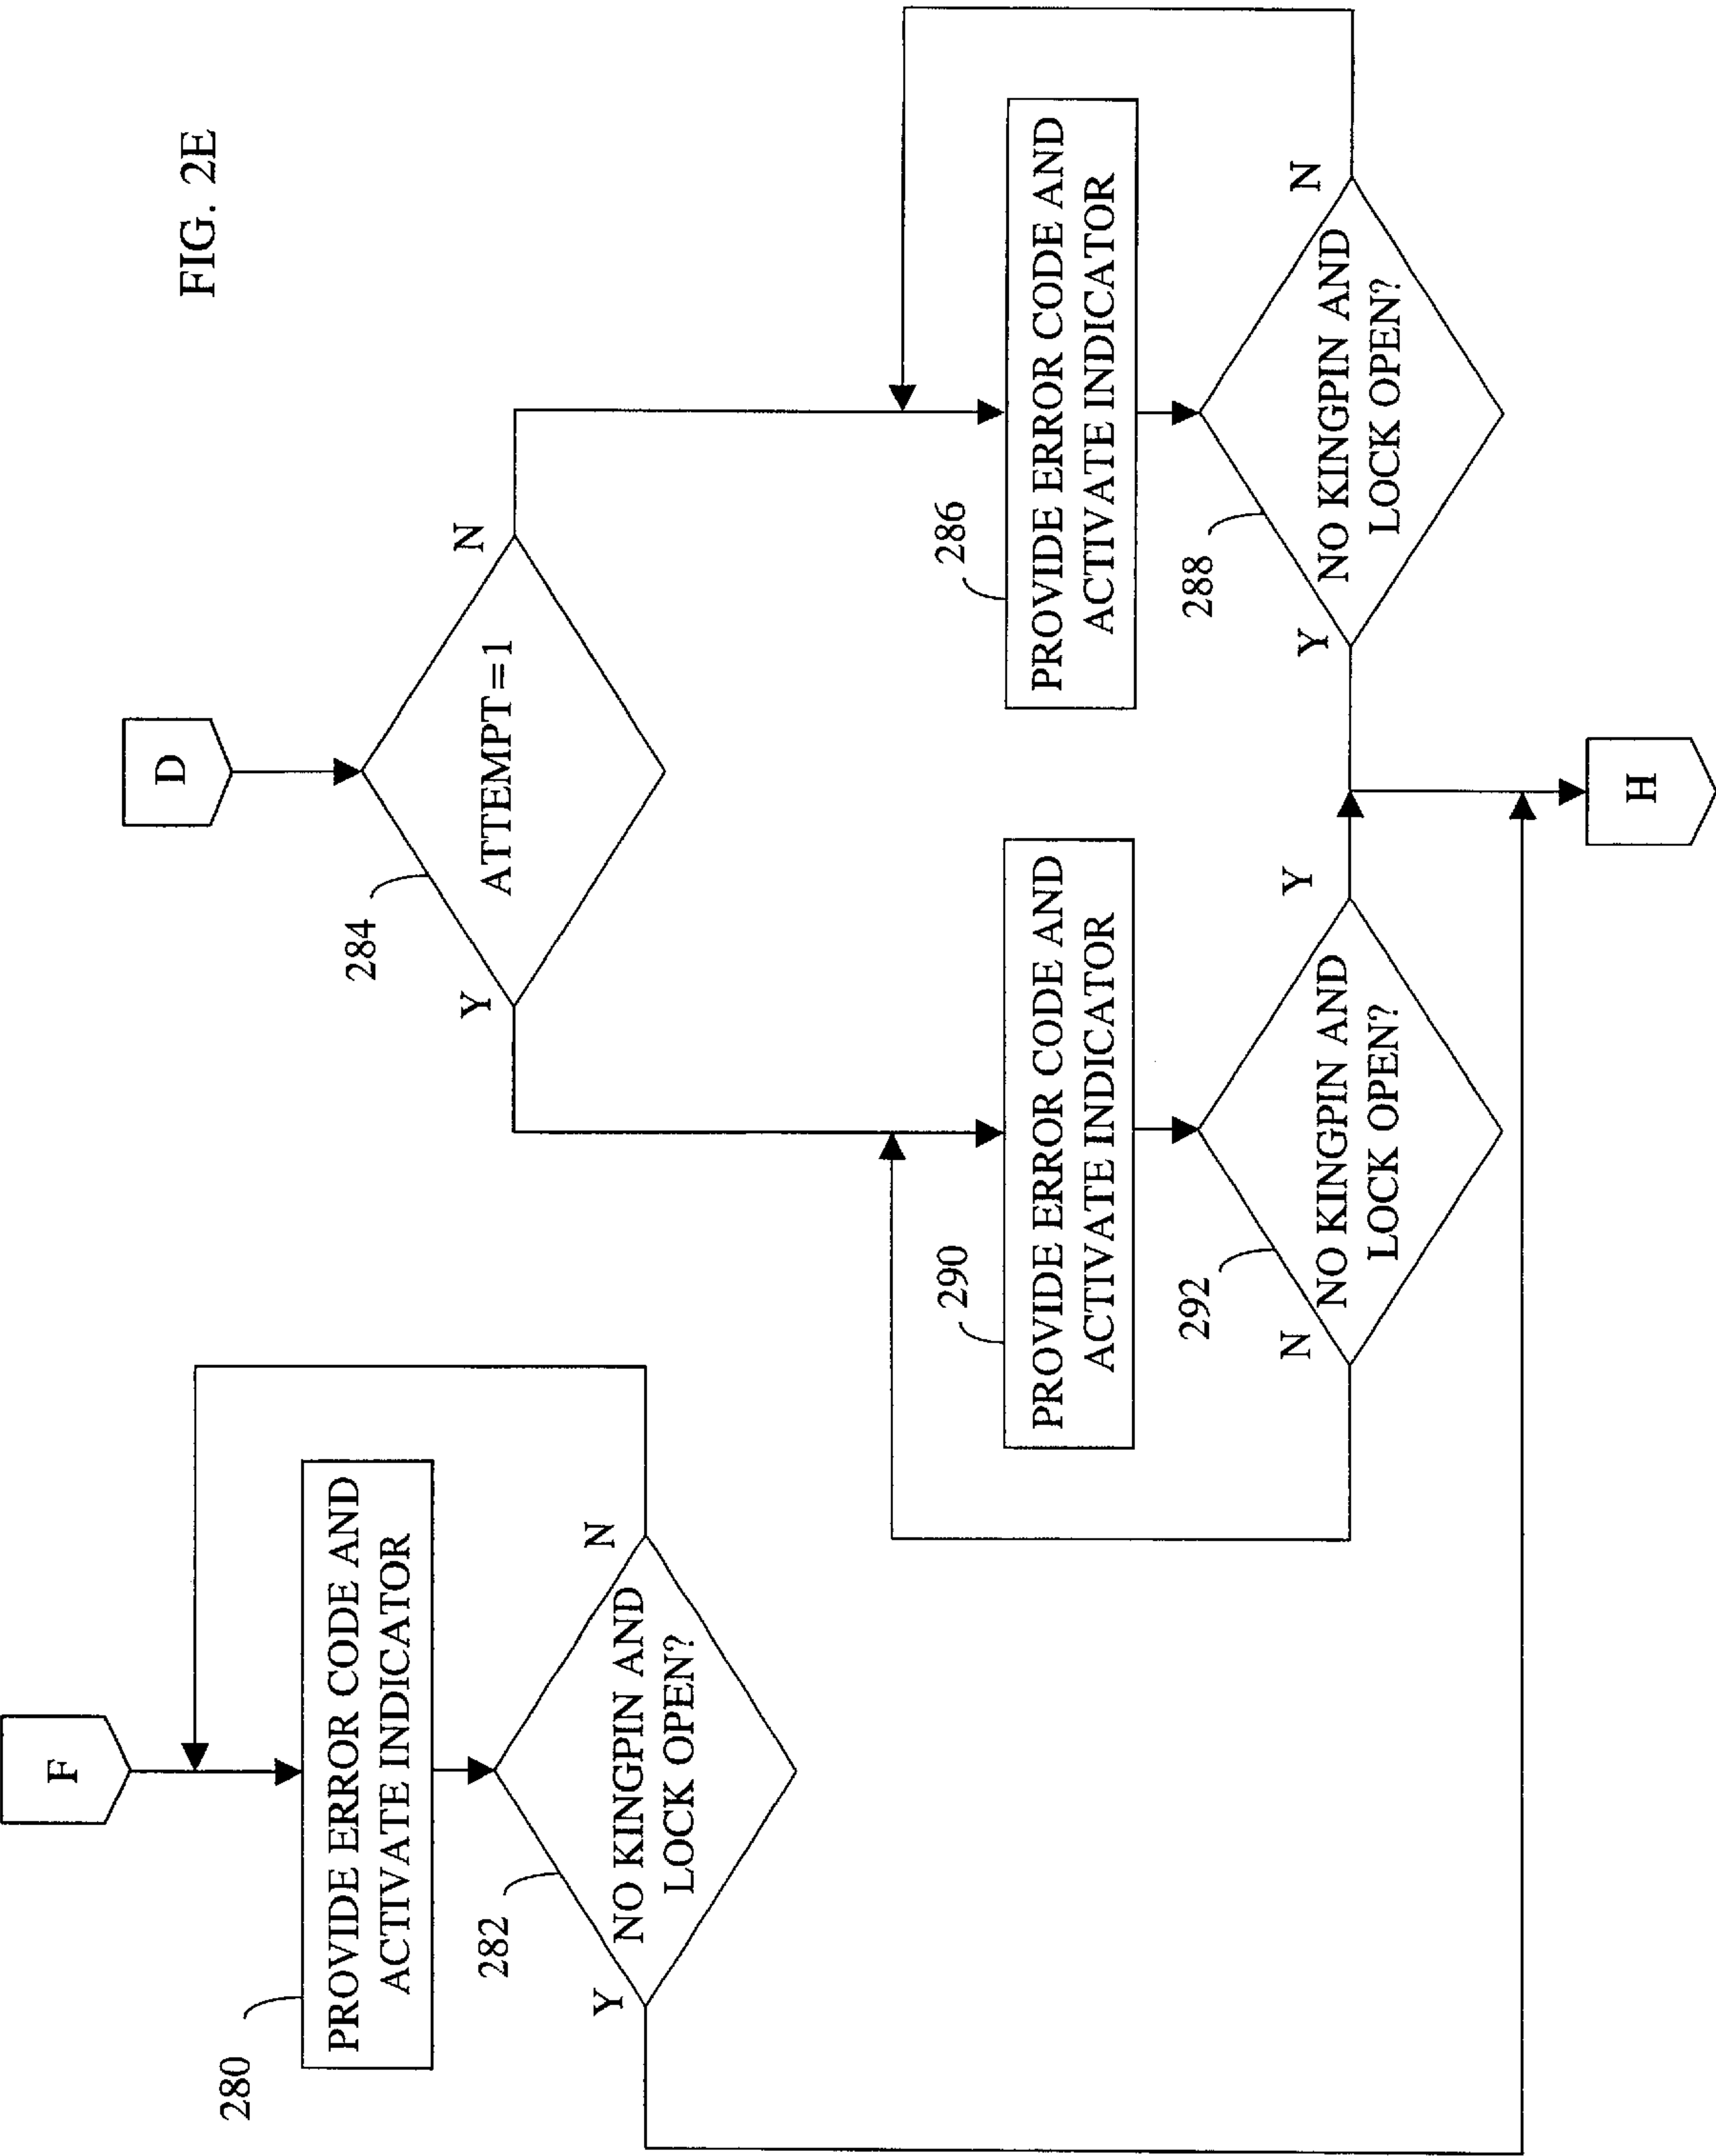 FIG. 2E
F
280
PROVIDE ERROR CODE AND
ACTIVATE INDICATOR
282
NO KINGPIN AND
LOCK OPEN?
Y
N
D
284
ATTEMPT=1
Y
N
290
PROVIDE ERROR CODE AND
ACTIVATE INDICATOR
292
NO KINGPIN AND
LOCK OPEN?
N
Y
286
PROVIDE ERROR CODE AND
ACTIVATE INDICATOR
288
NO KINGPIN AND
LOCK OPEN?
Y
N
H